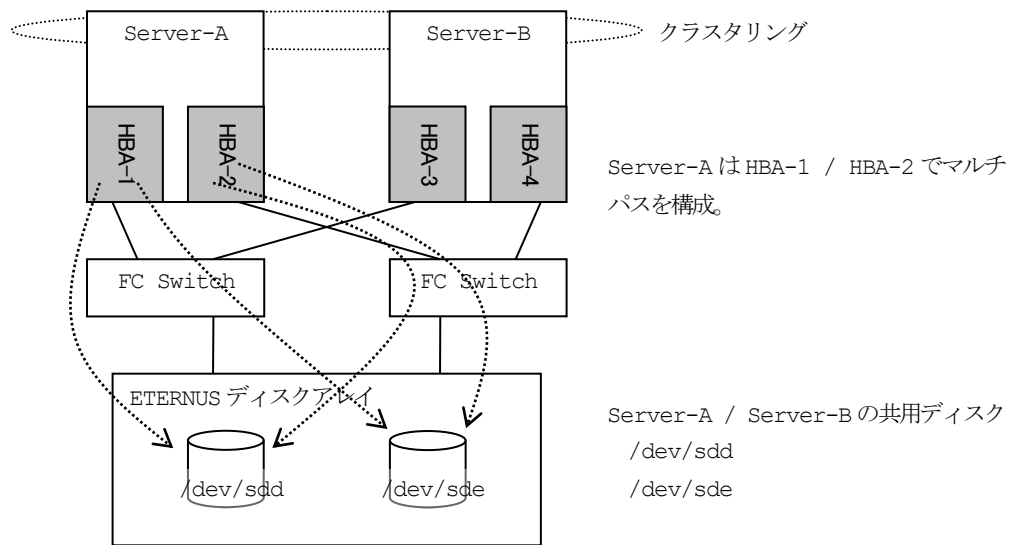 Server-A
Server-B
クラスタリング
HBA-1
HBA-2
HBA-3
HBA-4
Server-A は HBA-1 / HBA-2 でマルチ
パスを構成。
FC Switch
FC Switch
ETERNUS ディスクアレイ
Server-A / Server-B の共用ディスク
/dev/sdd
/dev/sde
/dev/sdd
/dev/sde